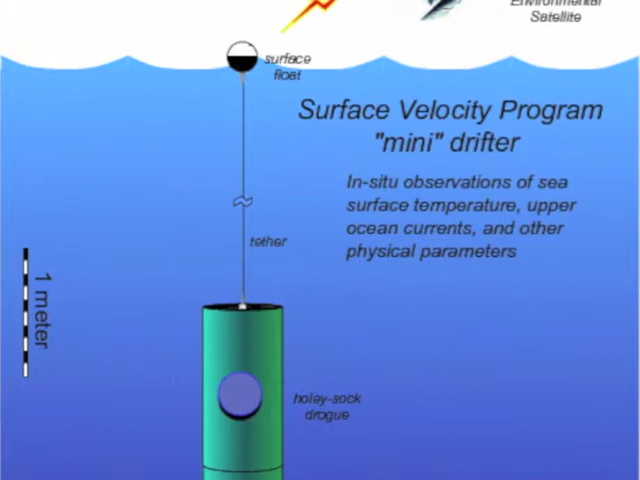 Environmental
Satellite
surface
float
Surface Velocity Program
"mini" drifter
In-situ observations of sea
surface temperature, upper
ocean currents, and other
physical parameters
tether
1 meter
holey-sock
drogue